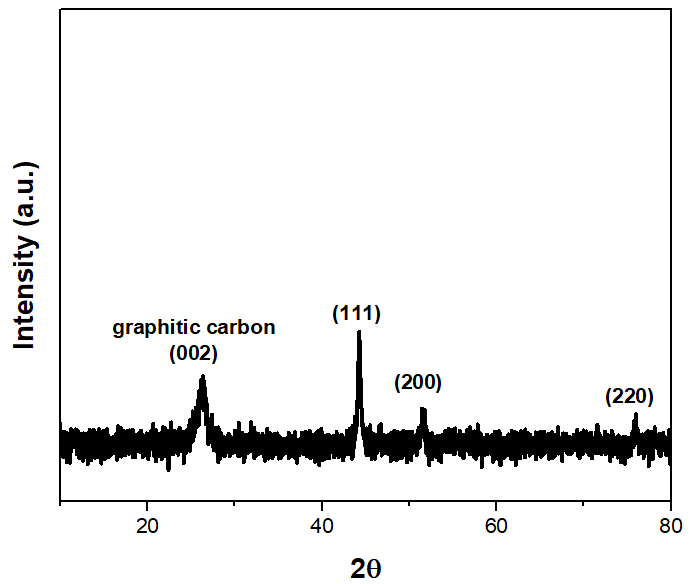 Intensity (a.u.)
graphitic carbon
(002)
(111)
(200)
(220)
20
40
60
80
2θ